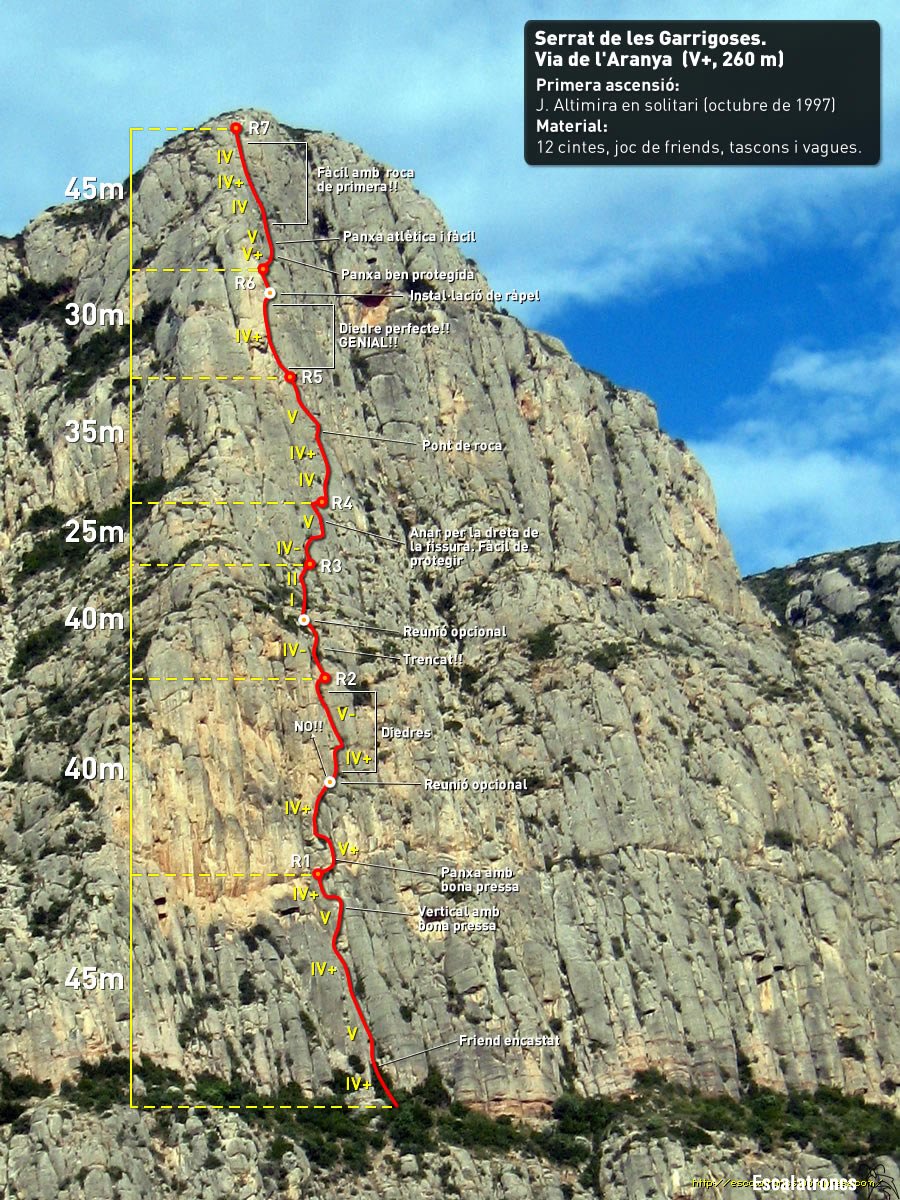 Serrat de les Garrigoses.
Via de l'Aranya (V+, 260 m)
Primera ascensió:
J. Altimira en solitari (octubre de 1997)
Material:
12 cintes, joc de friends, tascons i vagues.
R7
IV
Fàcil amb roca
de primera!!
45m
IV+
IV
V
Panxa atlètica i fàcil
V+
Panxa ben protegida
R6
Instal·lació de ràpel
30m
Diedre perfecte!!
GENIAL!!
IV+
R5
V
35m
Pont de roca
IV+
IV
R4
V
25m
Anar per la dreta de
la fissura. Fàcil de
protegir
IV-
R3
II
I
40m
Reunió opcional
IV-
Trencat!!
R2
V-
NO!!
Diedres
IV+
40m
Reunió opcional
IV+
V+
R1
Panxa amb
bona pressa
IV+
V
Vertical amb
bona pressa
IV+
45m
V
Friend encastat
IV+
Escalatroncs